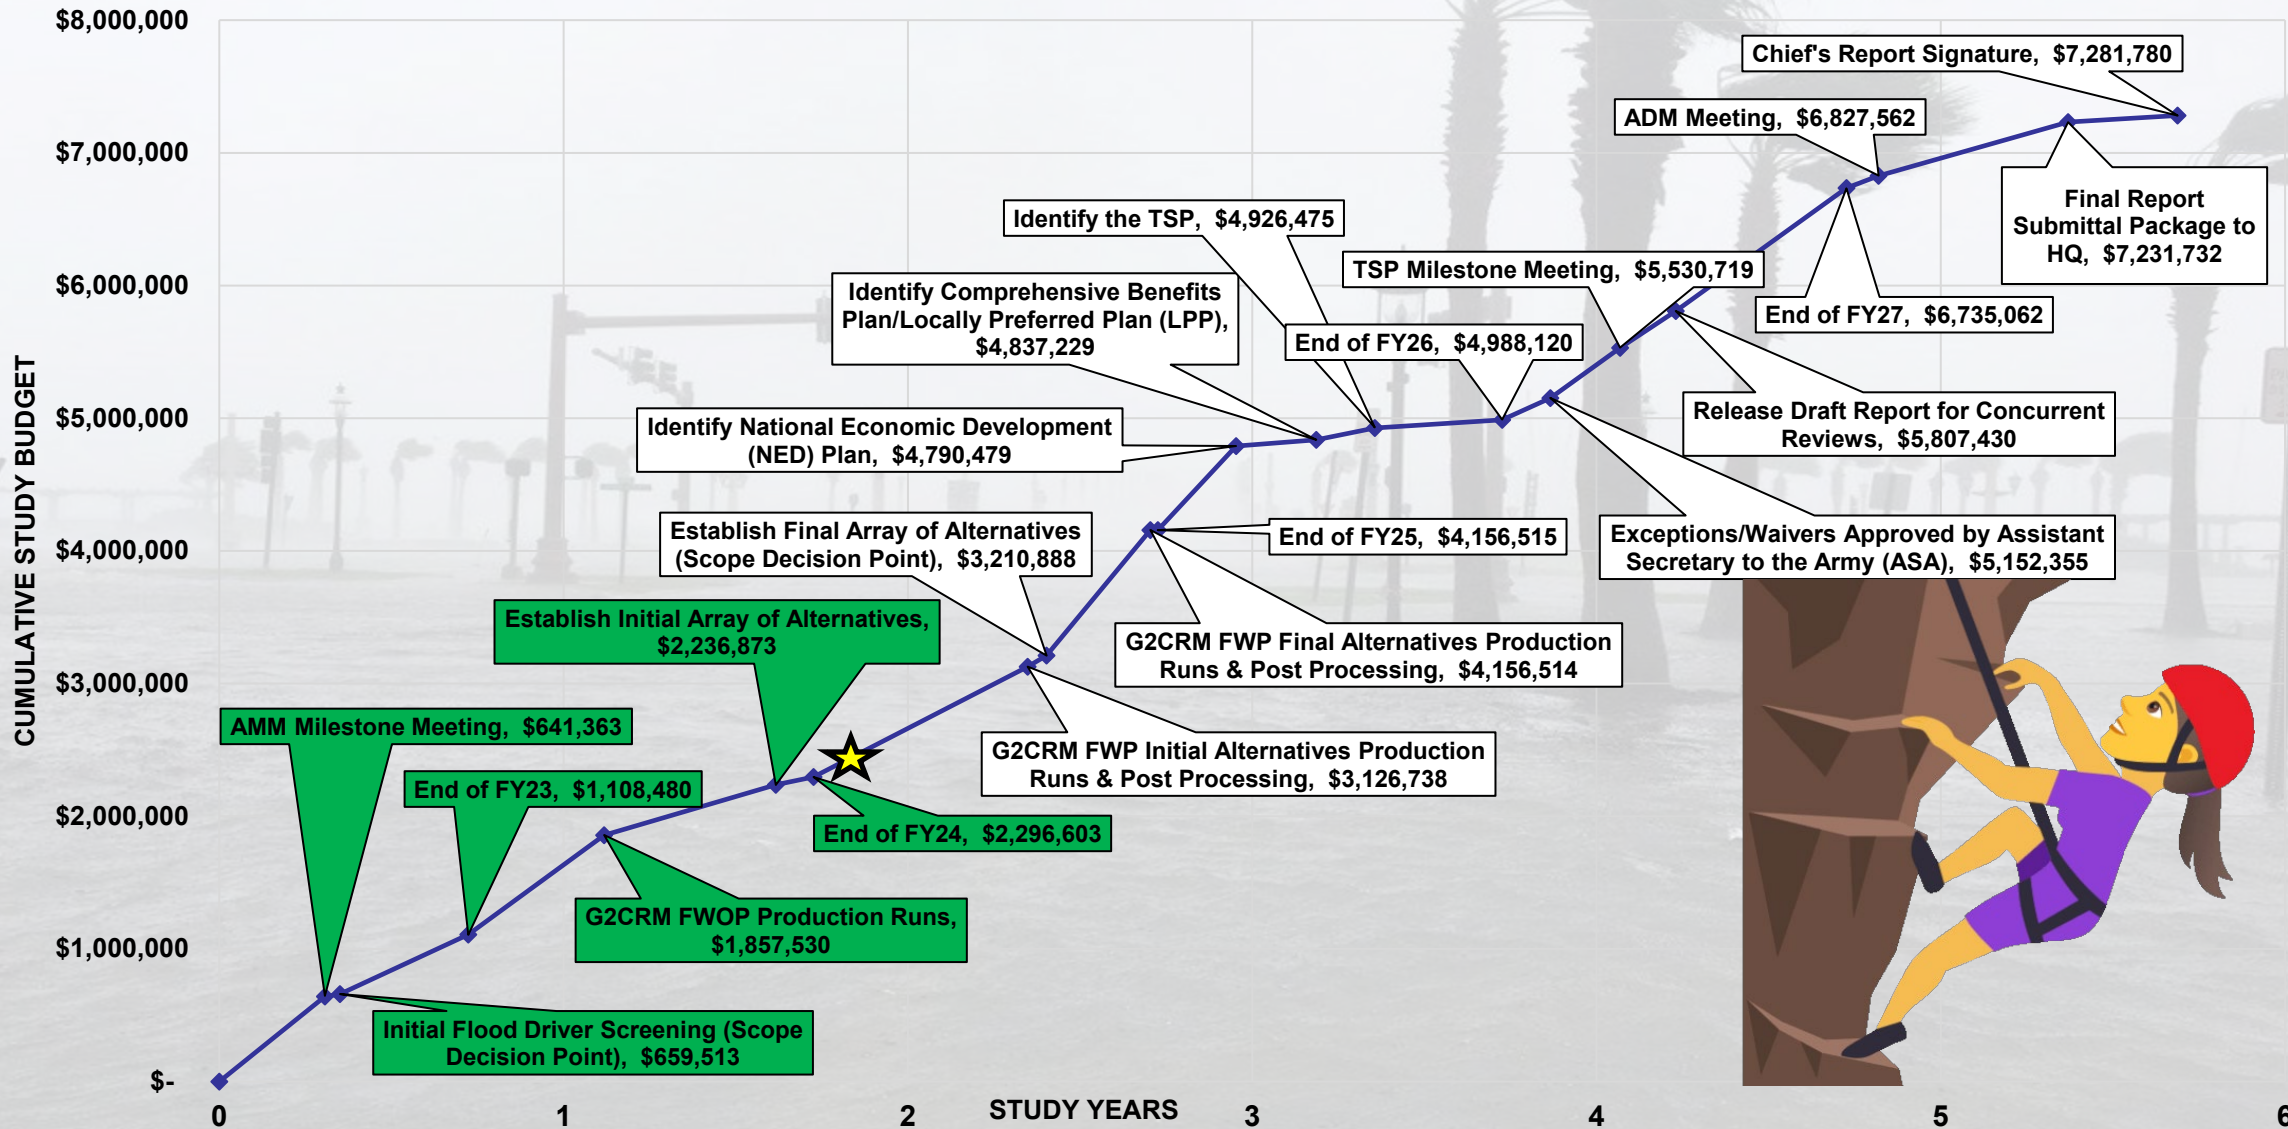 $8,000,000
$7,000,000
$6,000,000
$5,000,000
$4,000,000
$3,000,000
$2,000,000
$1,000,000
$-
CUMULATIVE STUDY BUDGET
0
1
2
3
4
5
6
STUDY YEARS
Chief's Report Signature, $7,281,780
ADM Meeting, $6,827,562
Final Report
Submittal Package to
HQ, $7,231,732
Identify the TSP, $4,926,475
TSP Milestone Meeting, $5,530,719
Identify Comprehensive Benefits
Plan/Locally Preferred Plan (LPP),
$4,837,229
End of FY27, $6,735,062
End of FY26, $4,988,120
Release Draft Report for Concurrent
Reviews, $5,807,430
Identify National Economic Development
(NED) Plan, $4,790,479
Establish Final Array of Alternatives
(Scope Decision Point), $3,210,888
End of FY25, $4,156,515
Exceptions/Waivers Approved by Assistant
Secretary to the Army (ASA), $5,152,355
Establish Initial Array of Alternatives,
$2,236,873
G2CRM FWP Final Alternatives Production
Runs & Post Processing, $4,156,514
AMM Milestone Meeting, $641,363
G2CRM FWP Initial Alternatives Production
Runs & Post Processing, $3,126,738
End of FY23, $1,108,480
End of FY24, $2,296,603
G2CRM FWOP Production Runs,
$1,857,530
Initial Flood Driver Screening (Scope
Decision Point), $659,513